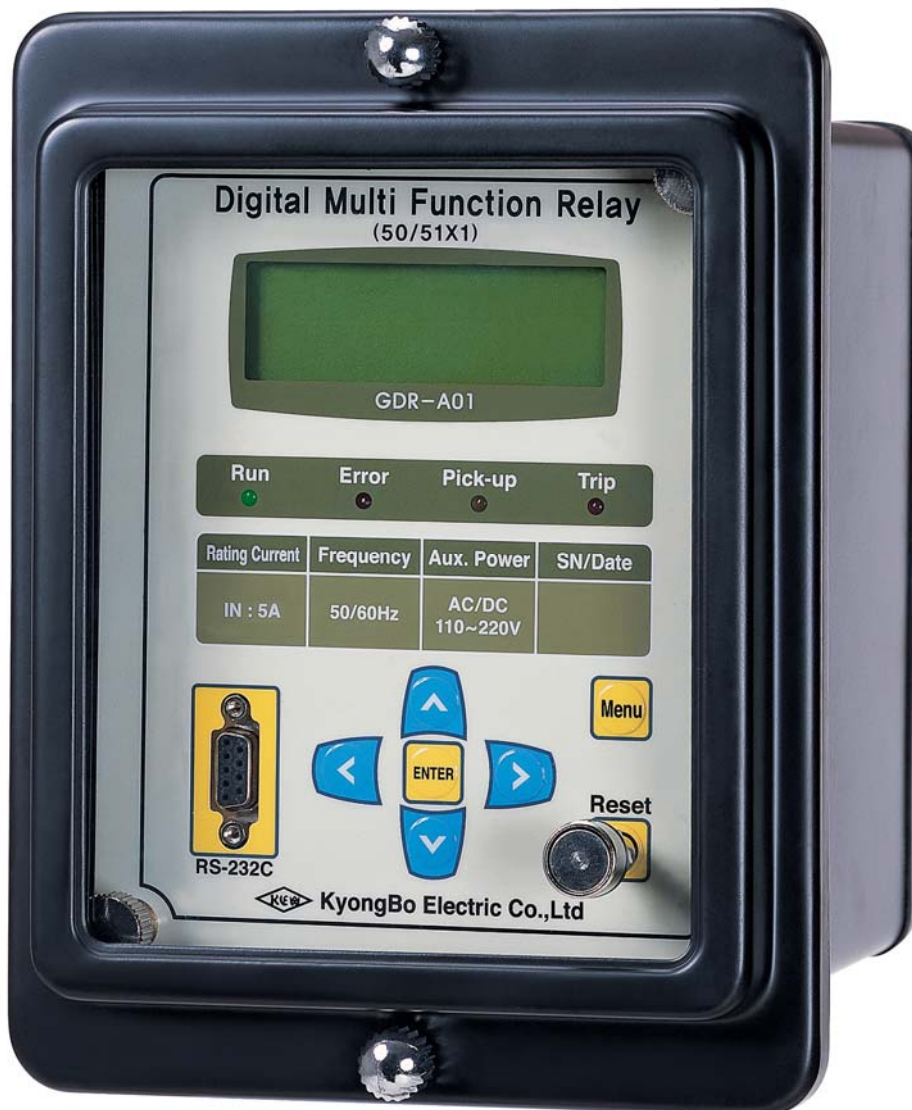 Digital Multi Function Relay
(50/51X1)
GDR-A01
Run Error Pick-up Trip
Rating Current Frequency Aux. Power SN/Date
IN : 5A 50/60Hz AC/DC
110~220V
Menu
ENTER
Reset
RS-232C
KyongBo Electric Co.,Ltd